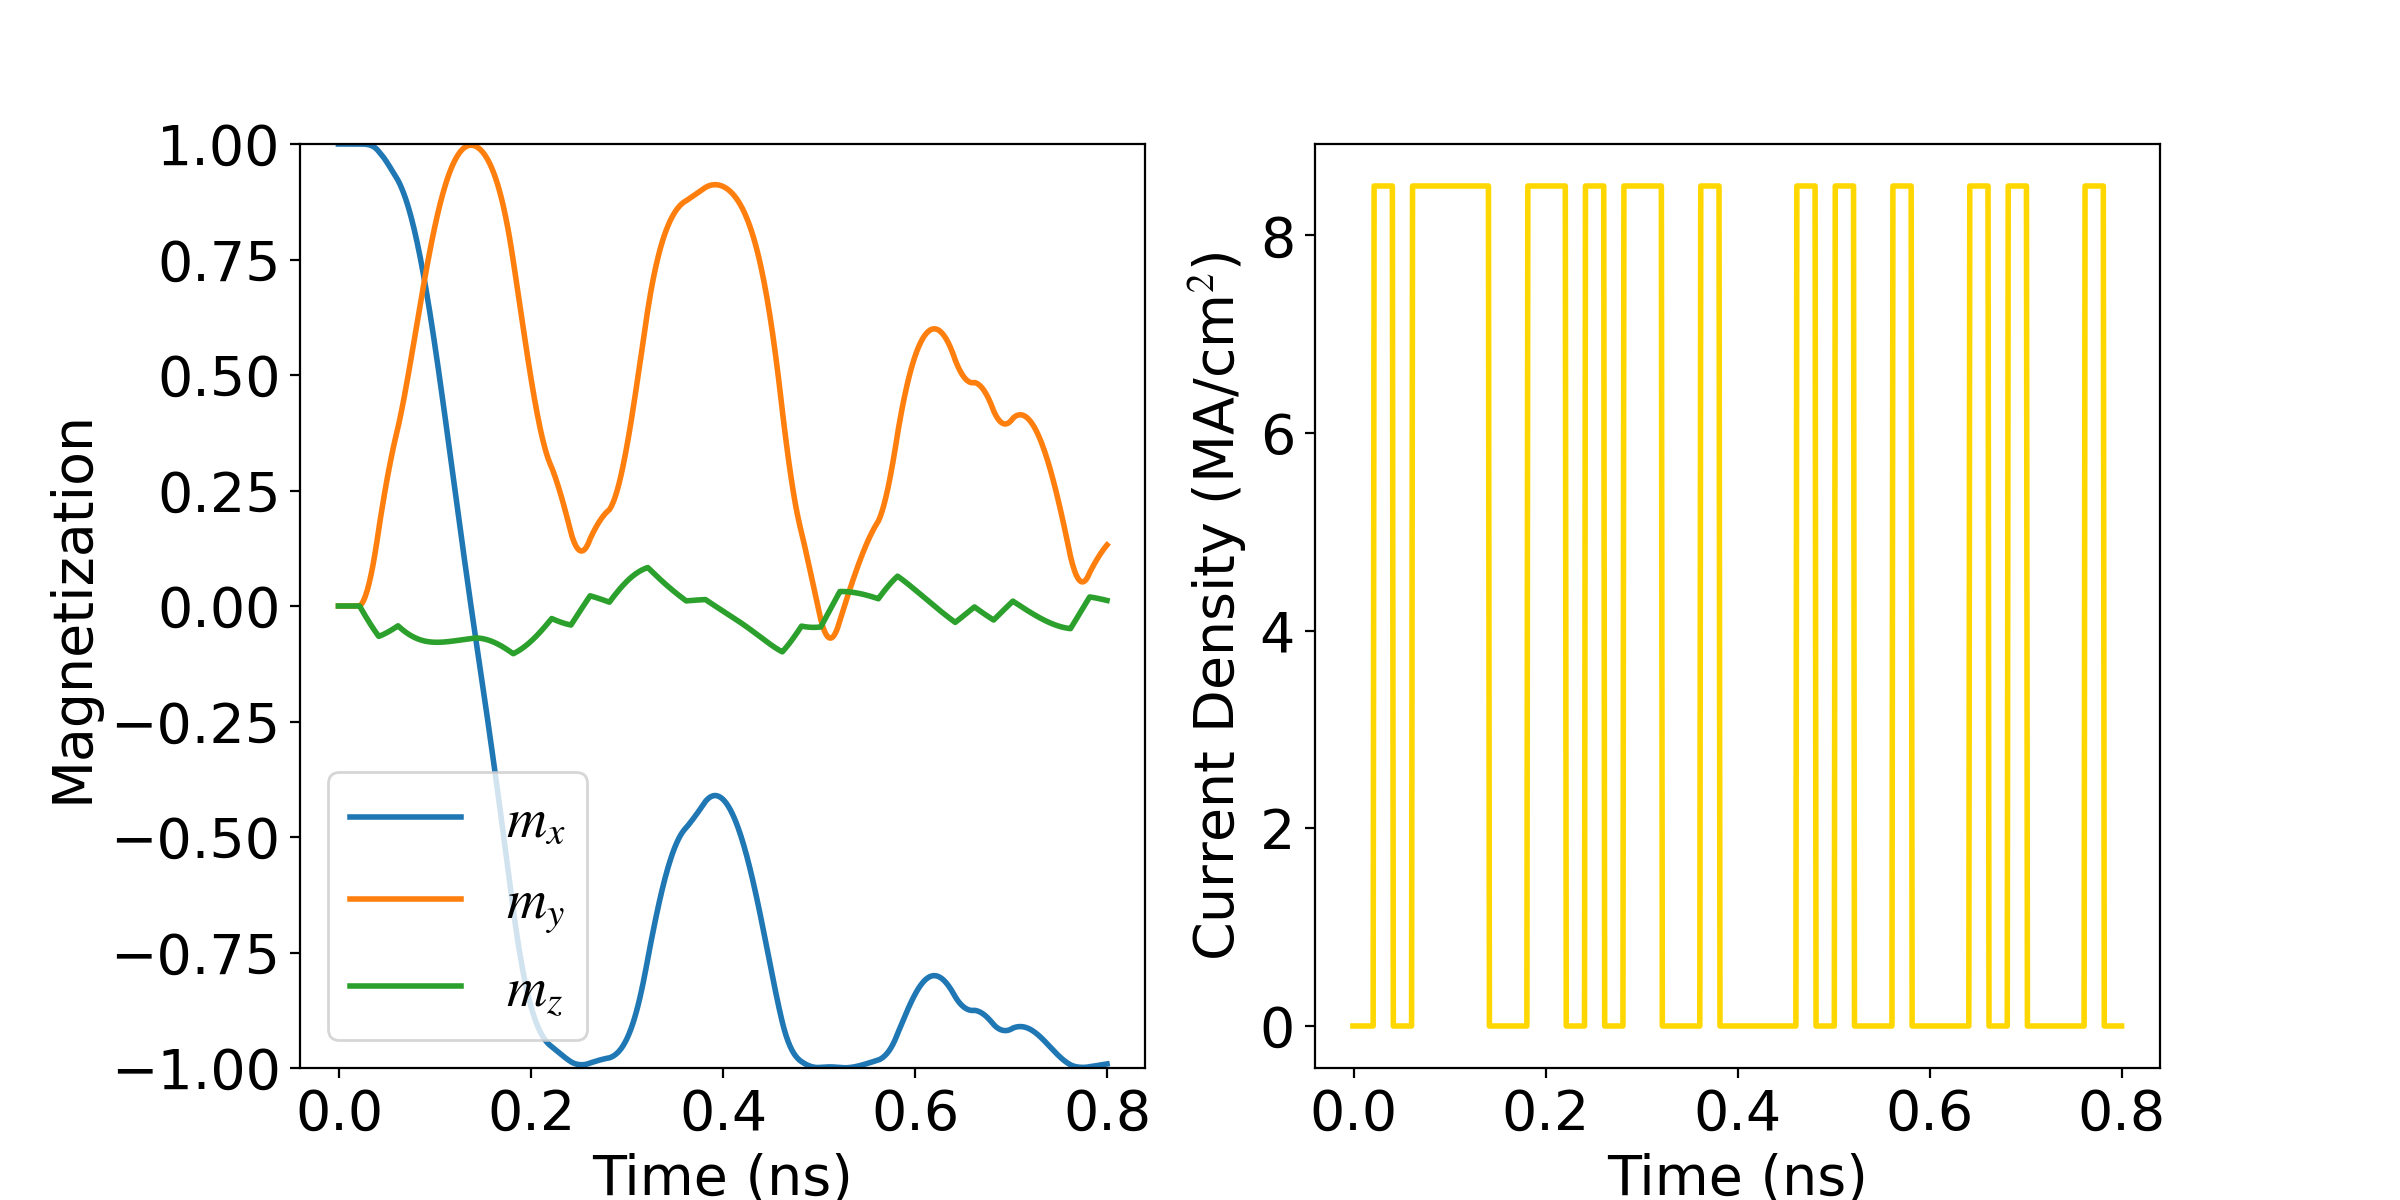 Magnetization
1.00
0.75
0.50
0.25
0.00
−0.25
−0.50
−0.75
−1.00
0.0 0.2 0.4 0.6 0.8
Time (ns)
m_x
m_y
m_z
Current Density (MA/cm²)
8
6
4
2
0
0.0 0.2 0.4 0.6 0.8
Time (ns)